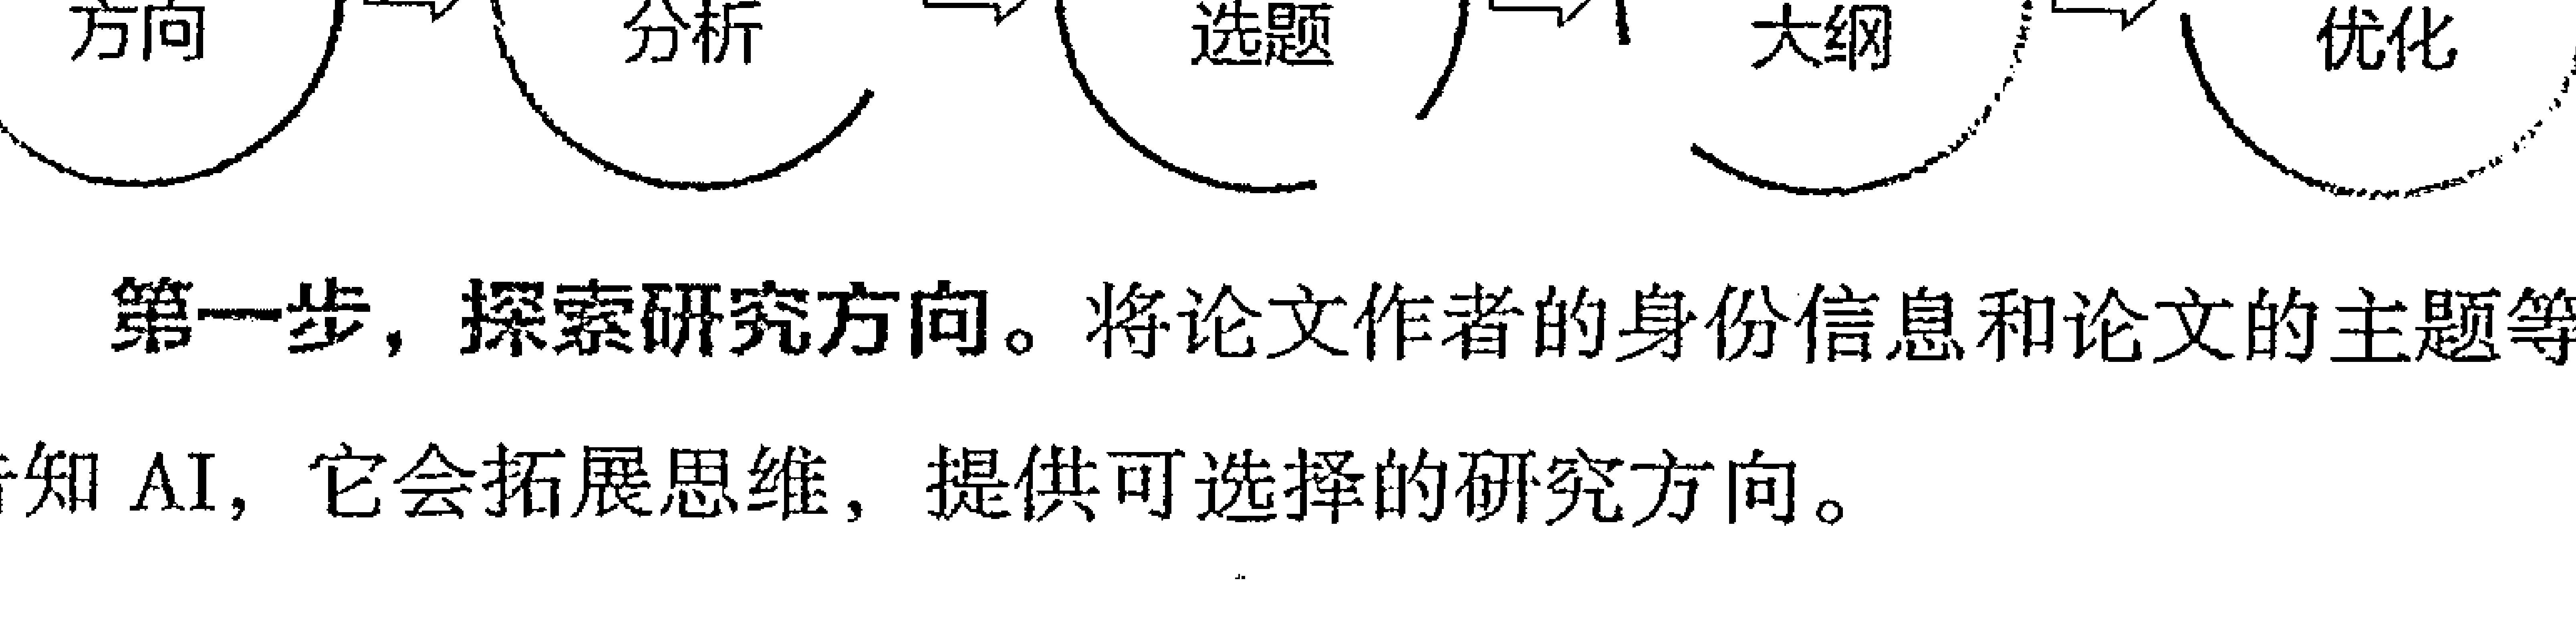 方向 分析 选题 大纲 优化
第一步，探索研究方向。将论文作者的身份信息和论文的主题等
知 AI，它会拓展思维，提供可选择的研究方向。